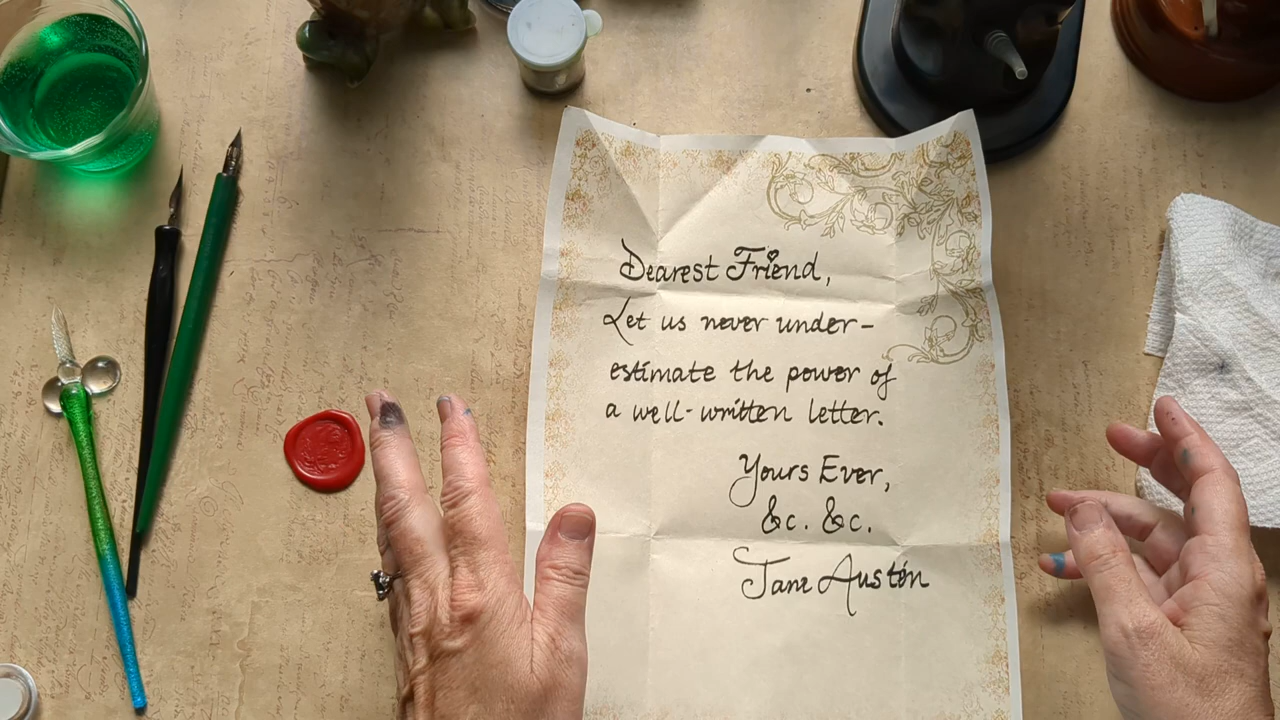 Dearest Friend,
Let us never under-
estimate the power of
a well-written letter.
Yours Ever,
&c. &c.
Jane Austen